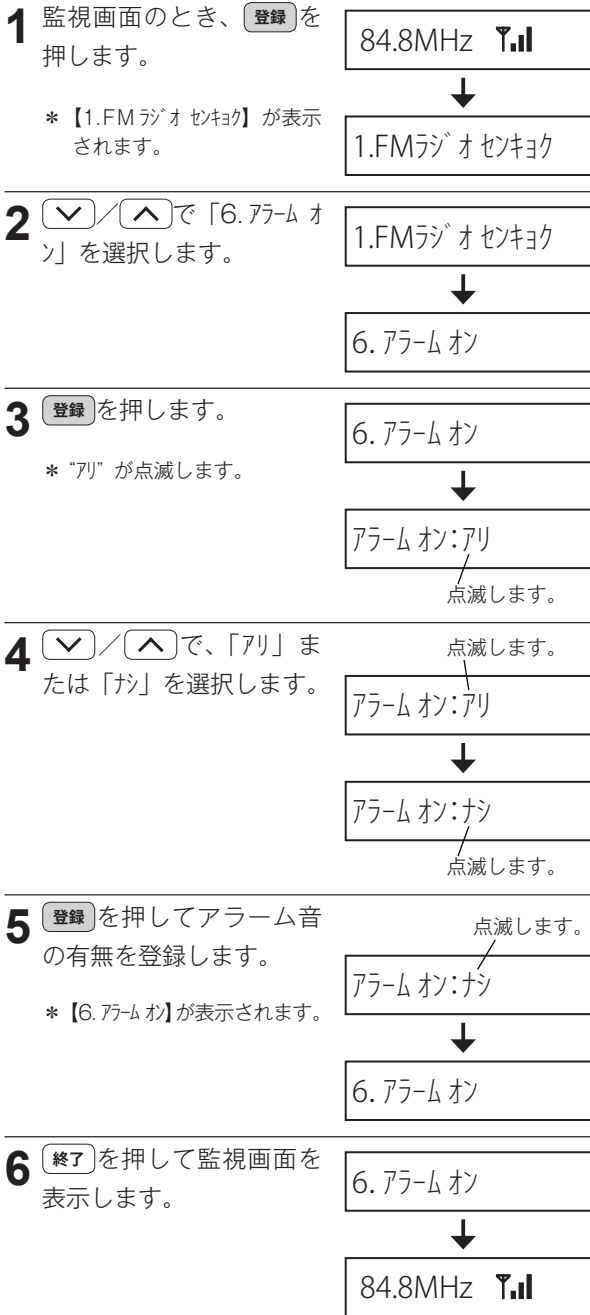 1 監視画面のとき、登録を
押します。
＊【1.FMﾗｼﾞｵ ｾﾝｷｮｸ】が表示
されます。
84.8MHz
1.FMﾗｼﾞｵ ｾﾝｷｮｸ
2 ／で「6.ｱﾗｰﾑ ｵ
ﾝ」を選択します。
1.FMﾗｼﾞｵ ｾﾝｷｮｸ
6.ｱﾗｰﾑ ｵﾝ
3 登録を押します。
＊“ｱﾘ”が点滅します。
6.ｱﾗｰﾑ ｵﾝ
ｱﾗｰﾑ ｵﾝ：ｱﾘ
点滅します。
4 ／で、「ｱﾘ」ま
たは「ﾅｼ」を選択します。
点滅します。
ｱﾗｰﾑ ｵﾝ：ｱﾘ
ｱﾗｰﾑ ｵﾝ：ﾅｼ
点滅します。
5 登録を押してアラーム音
の有無を登録します。
＊【6.ｱﾗｰﾑ ｵﾝ】が表示されます。
点滅します。
ｱﾗｰﾑ ｵﾝ：ﾅｼ
6.ｱﾗｰﾑ ｵﾝ
6 終了を押して監視画面を
表示します。
6.ｱﾗｰﾑ ｵﾝ
84.8MHz